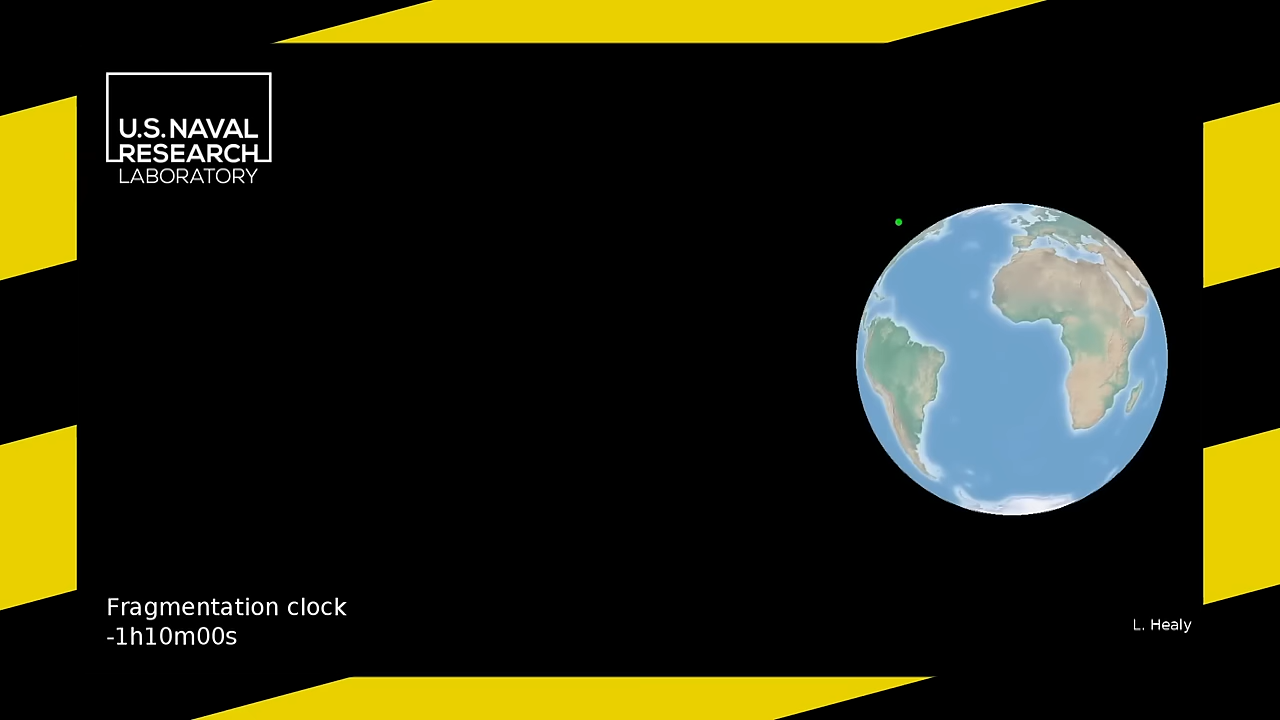 U.S. NAVAL
RESEARCH
LABORATORY
Fragmentation clock
-1h10m00s
L. Healy